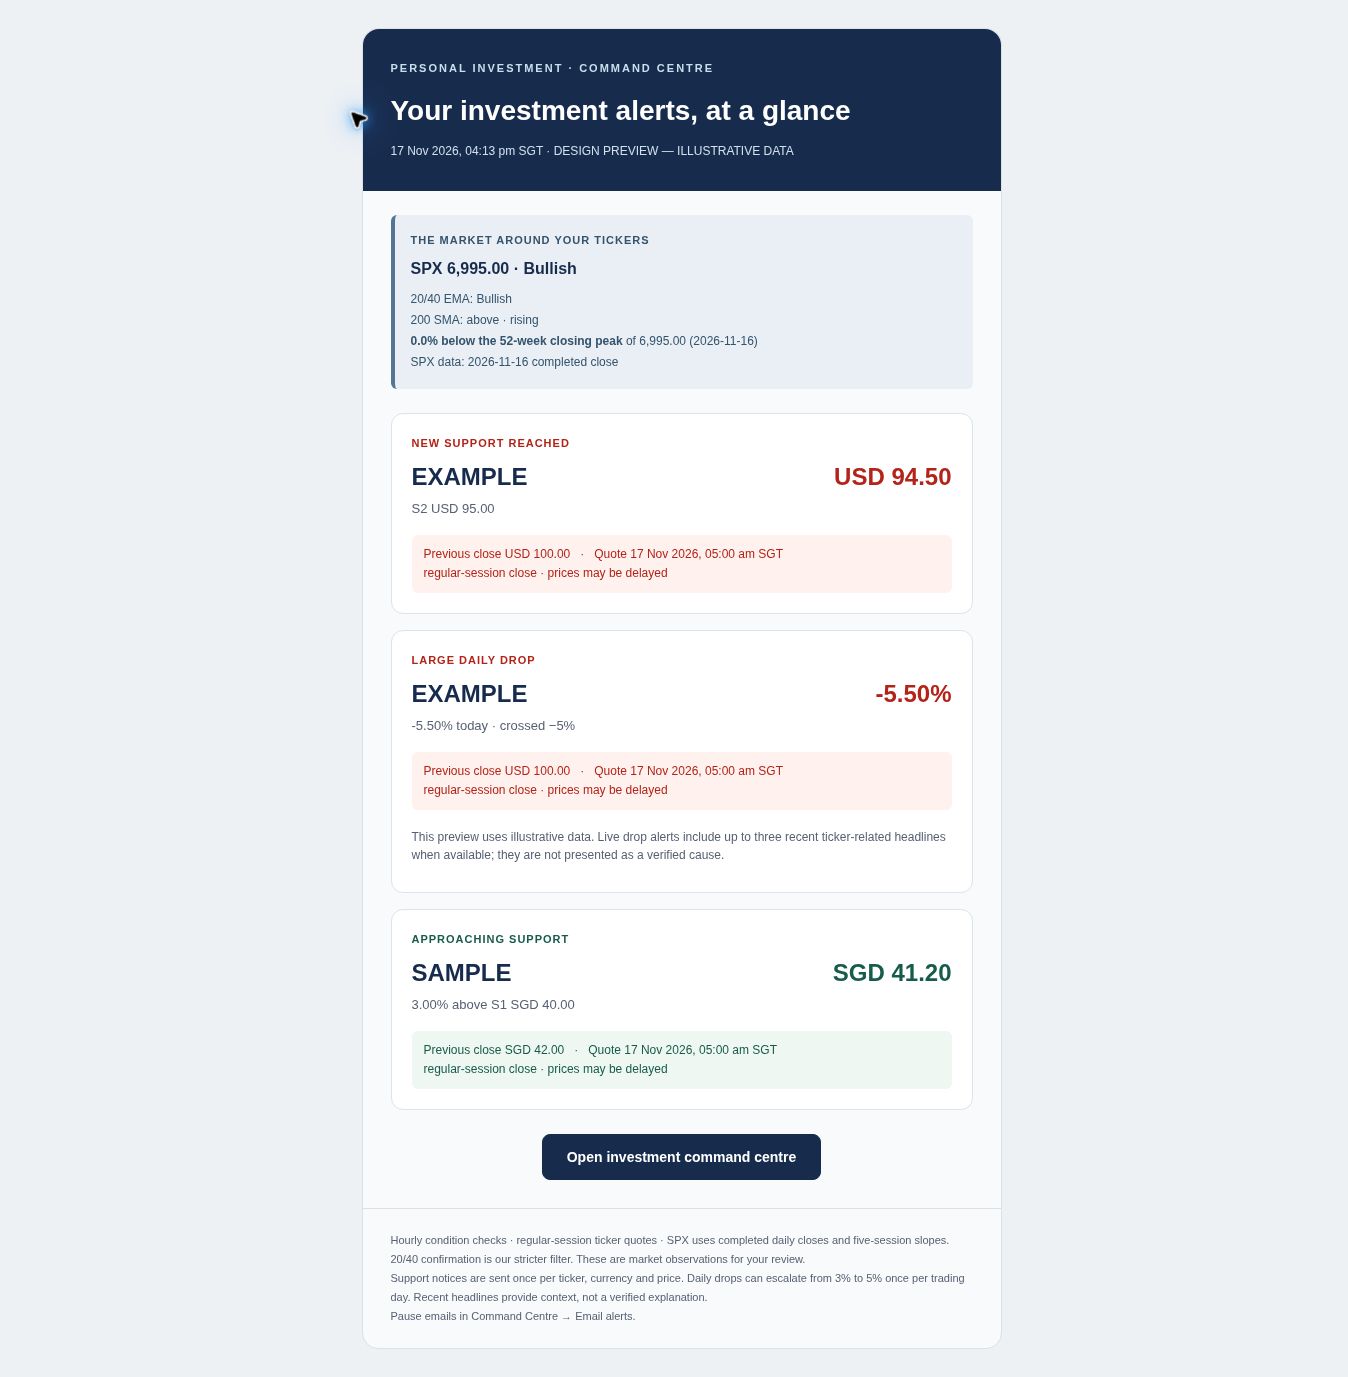 PERSONAL INVESTMENT · COMMAND CENTRE
Your investment alerts, at a glance
17 Nov 2026, 04:13 pm SGT · DESIGN PREVIEW — ILLUSTRATIVE DATA
THE MARKET AROUND YOUR TICKERS
SPX 6,995.00 · Bullish
20/40 EMA: Bullish
200 SMA: above · rising
0.0% below the 52-week closing peak of 6,995.00 (2026-11-16)
SPX data: 2026-11-16 completed close
NEW SUPPORT REACHED
EXAMPLE USD 94.50
S2 USD 95.00
Previous close USD 100.00 · Quote 17 Nov 2026, 05:00 am SGT
regular-session close · prices may be delayed
LARGE DAILY DROP
EXAMPLE -5.50%
-5.50% today · crossed −5%
Previous close USD 100.00 · Quote 17 Nov 2026, 05:00 am SGT
regular-session close · prices may be delayed
This preview uses illustrative data. Live drop alerts include up to three recent ticker-related headlines
when available; they are not presented as a verified cause.
APPROACHING SUPPORT
SAMPLE SGD 41.20
3.00% above S1 SGD 40.00
Previous close SGD 42.00 · Quote 17 Nov 2026, 05:00 am SGT
regular-session close · prices may be delayed
Open investment command centre
Hourly condition checks · regular-session ticker quotes · SPX uses completed daily closes and five-session slopes.
20/40 confirmation is our stricter filter. These are market observations for your review.
Support notices are sent once per ticker, currency and price. Daily drops can escalate from 3% to 5% once per trading
day. Recent headlines provide context, not a verified explanation.
Pause emails in Command Centre → Email alerts.